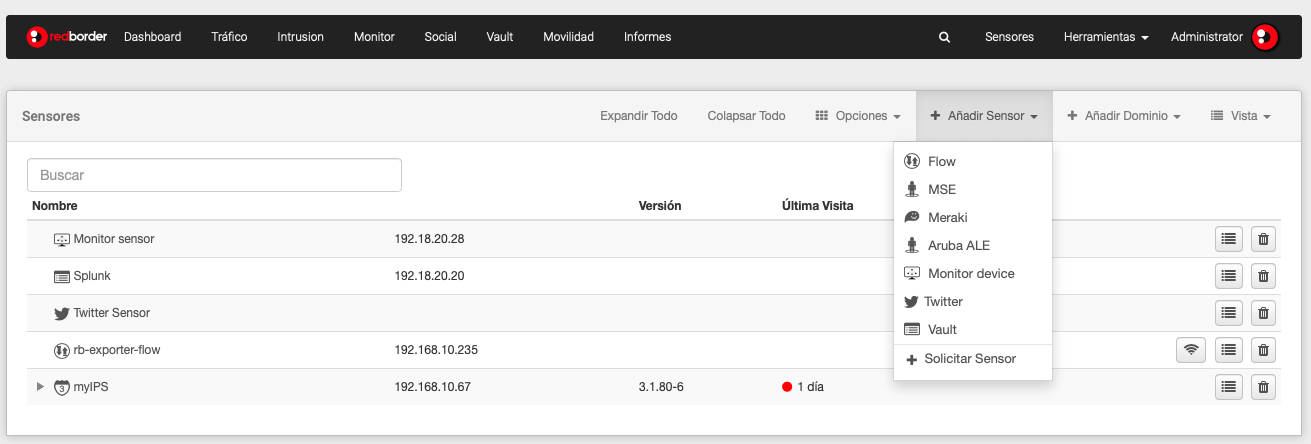 redborder Dashboard Tráfico Intrusion Monitor Social Vault Movilidad Informes Sensores Herramientas Administrator
Sensores Expandir Todo Colapsar Todo Opciones Añadir Sensor Añadir Dominio Vista
Buscar
Nombre Versión Última Visita
Monitor sensor 192.18.20.28
Splunk 192.18.20.20
Twitter Sensor
rb-exporter-flow 192.168.10.235
3 myIPS 192.168.10.67 3.1.80-6 1 día
Flow
MSE
Meraki
Aruba ALE
Monitor device
Twitter
Vault
Solicitar Sensor